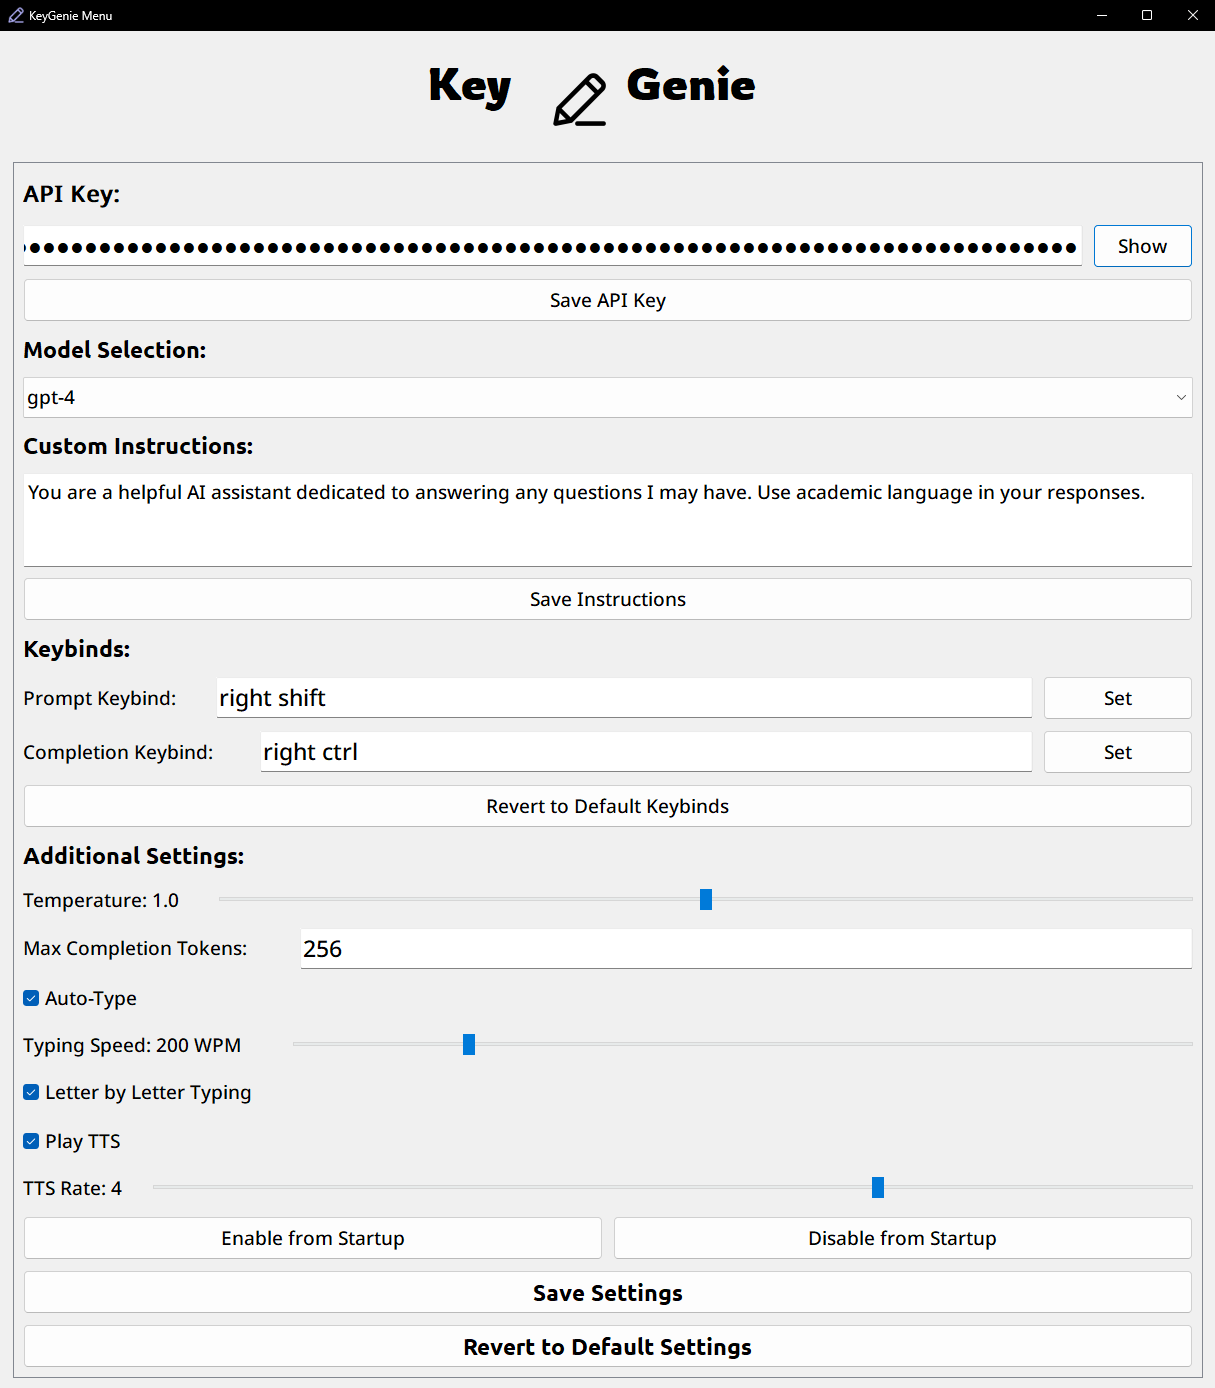 KeyGenie Menu
Key Genie
API Key:
Show
Save API Key
Model Selection:
gpt-4
Custom Instructions:
You are a helpful AI assistant dedicated to answering any questions I may have. Use academic language in your responses.
Save Instructions
Keybinds:
Prompt Keybind: right shift Set
Completion Keybind: right ctrl Set
Revert to Default Keybinds
Additional Settings:
Temperature: 1.0
Max Completion Tokens: 256
Auto-Type
Typing Speed: 200 WPM
Letter by Letter Typing
Play TTS
TTS Rate: 4
Enable from Startup Disable from Startup
Save Settings
Revert to Default Settings